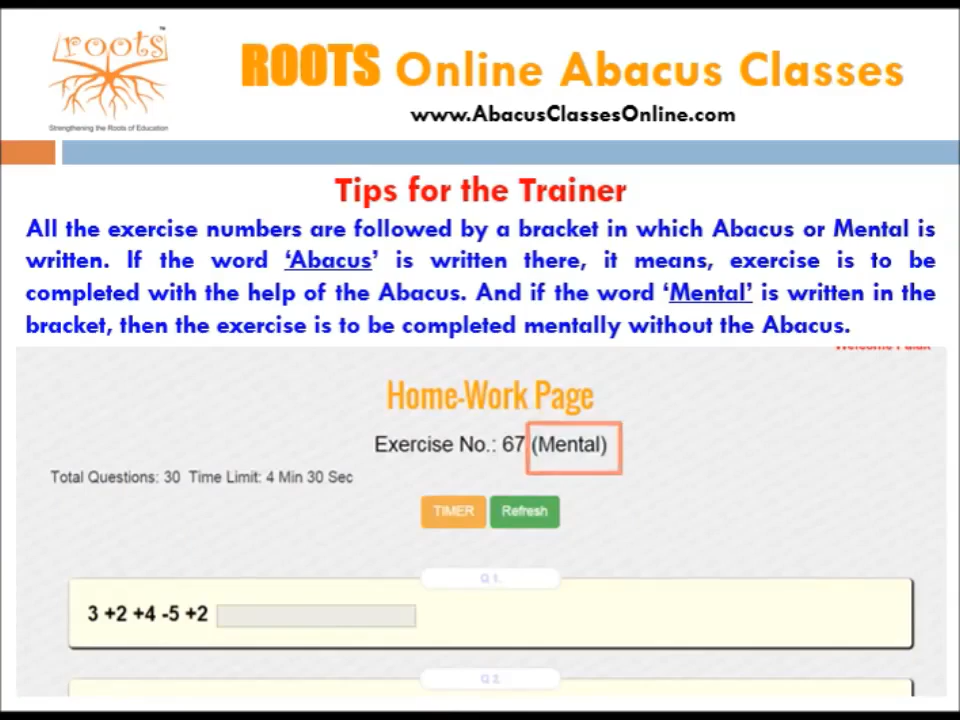 roots™
Strengthening the Roots of Education
ROOTS Online Abacus Classes
www.AbacusClassesOnline.com
Tips for the Trainer
All the exercise numbers are followed by a bracket in which Abacus or Mental is
written. If the word ‘Abacus’ is written there, it means, exercise is to be
completed with the help of the Abacus. And if the word ‘Mental’ is written in the
bracket, then the exercise is to be completed mentally without the Abacus.
Welcome Palak
Home-Work Page
Exercise No.: 67 (Mental)
Total Questions: 30 Time Limit: 4 Min 30 Sec
TIMER Refresh
Q 1.
3 +2 +4 -5 +2
Q 2.